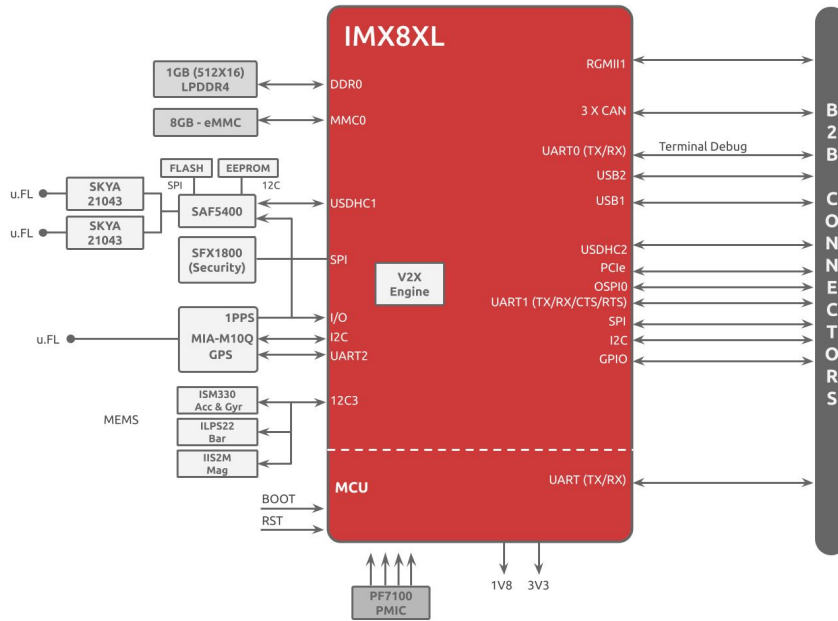 IMX8XL
1GB (512X16)
LPDDR4
DDR0
8GB - eMMC
MMC0
FLASH
EEPROM
SPI
12C
u.FL
SKYA
21043
SAF5400
USDHC1
u.FL
SKYA
21043
SFX1800
(Security)
SPI
V2X
Engine
1PPS
I/O
u.FL
MIA-M10Q
GPS
I2C
UART2
MEMS
ISM330
Acc & Gyr
12C3
ILPS22
Bar
IIS2M
Mag
MCU
BOOT
RST
PF7100
PMIC
1V8
3V3
RGMII1
3 X CAN
UART0 (TX/RX)
Terminal Debug
USB2
USB1
USDHC2
PCIe
OSPI0
UART1 (TX/RX/CTS/RTS)
SPI
I2C
GPIO
UART (TX/RX)
B2B CONNECTORS